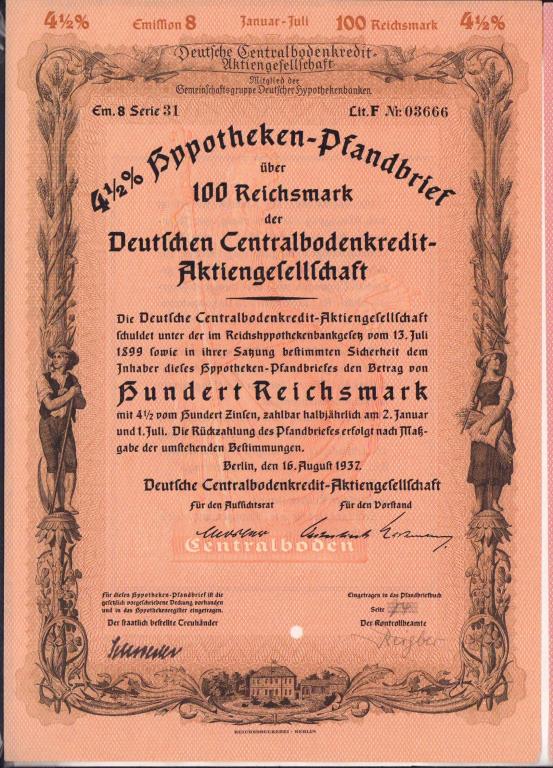 4½% Emission 8 Januar-Juli 100 Reichsmark 4½%
Deutsche Centralbodenkredit-
Aktiengesellschaft
Mitglied der
Gemeinschaftsgruppe Deutscher Hypothekenbanken
Em. 8 Serie 31 Lit. F Nr. 03666
4½% Hypotheken-Pfandbrief
über
100 Reichsmark
der
Deutschen Centralbodenkredit-
Aktiengesellschaft
Die Deutsche Centralbodenkredit-Aktiengesellschaft
schuldet unter der im Reichshypothekenbankgesetz vom 13. Juli
1899 sowie in ihrer Satzung bestimmten Sicherheit dem
Inhaber dieses Hypotheken-Pfandbriefes den Betrag von
Hundert Reichsmark
mit 4½ vom Hundert Zinsen, zahlbar halbjährlich am 2. Januar
und 1. Juli. Die Rückzahlung des Pfandbriefes erfolgt nach Maß-
gabe der umstehenden Bestimmungen.
Berlin, den 16. August 1937.
Deutsche Centralbodenkredit-Aktiengesellschaft
Für den Aufsichtsrat Für den Vorstand
Centralboden
Für diesen Hypotheken-Pfandbrief ist die
gesetzlich vorgeschriebene Deckung vorhanden
und in das Hypothekenregister eingetragen.
Der staatlich bestellte Treuhänder
Eingetragen in das Pfandbriefbuch
Seite
Der Kontrollbeamte
REICHSDRUCKEREI · BERLIN